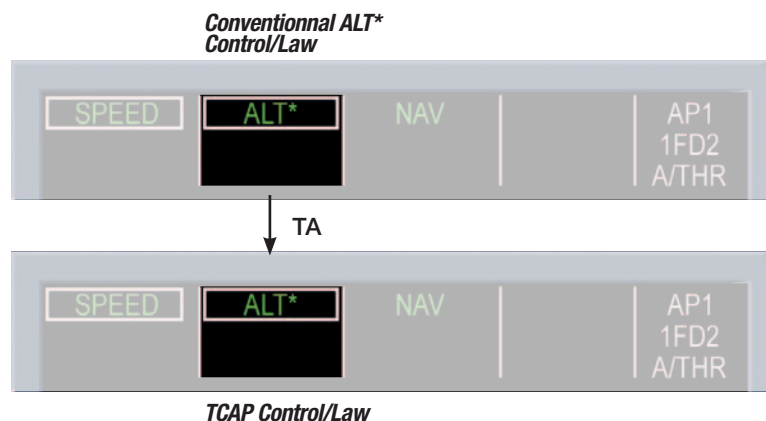 Conventionnal ALT*
Control/Law
SPEED ALT* NAV AP1
1FD2
A/THR
TA
SPEED ALT* NAV AP1
1FD2
A/THR
TCAP Control/Law